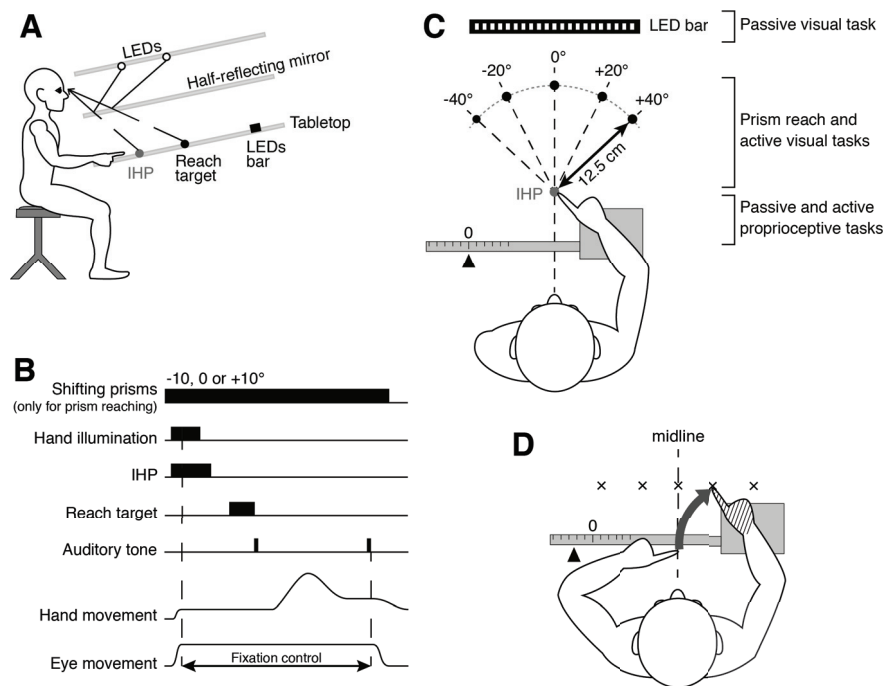 A
LEDs
Half-reflecting mirror
Tabletop
IHP
Reach
target
LEDs
bar
B
-10, 0 or +10°
Shifting prisms
(only for prism reaching)
Hand illumination
IHP
Reach target
Auditory tone
Hand movement
Eye movement
Fixation control
C
LED bar
Passive visual task
0°
-20°
+20°
-40°
+40°
12.5 cm
IHP
Prism reach and
active visual tasks
Passive and active
proprioceptive tasks
0
D
midline
× × × × ×
0